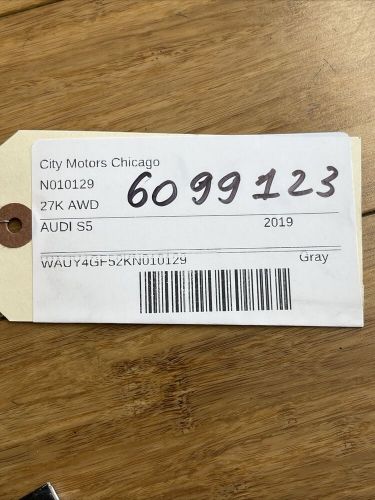 City Motors Chicago
N010129
6099123
27K AWD
AUDI S5 2019
WAUY4GF52KN010129 Gray